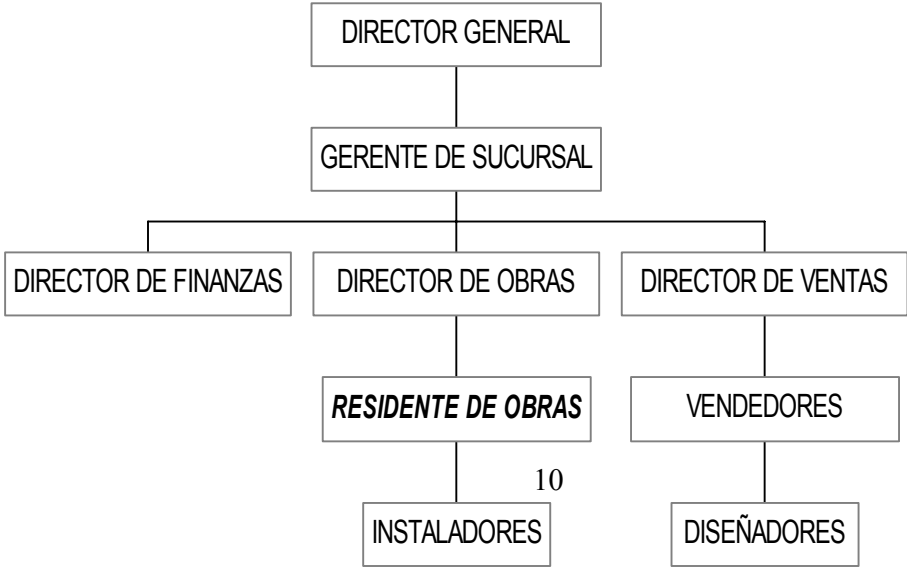 DIRECTOR GENERAL
GERENTE DE SUCURSAL
DIRECTOR DE FINANZAS
DIRECTOR DE OBRAS
DIRECTOR DE VENTAS
RESIDENTE DE OBRAS
VENDEDORES
10
INSTALADORES
DISEÑADORES